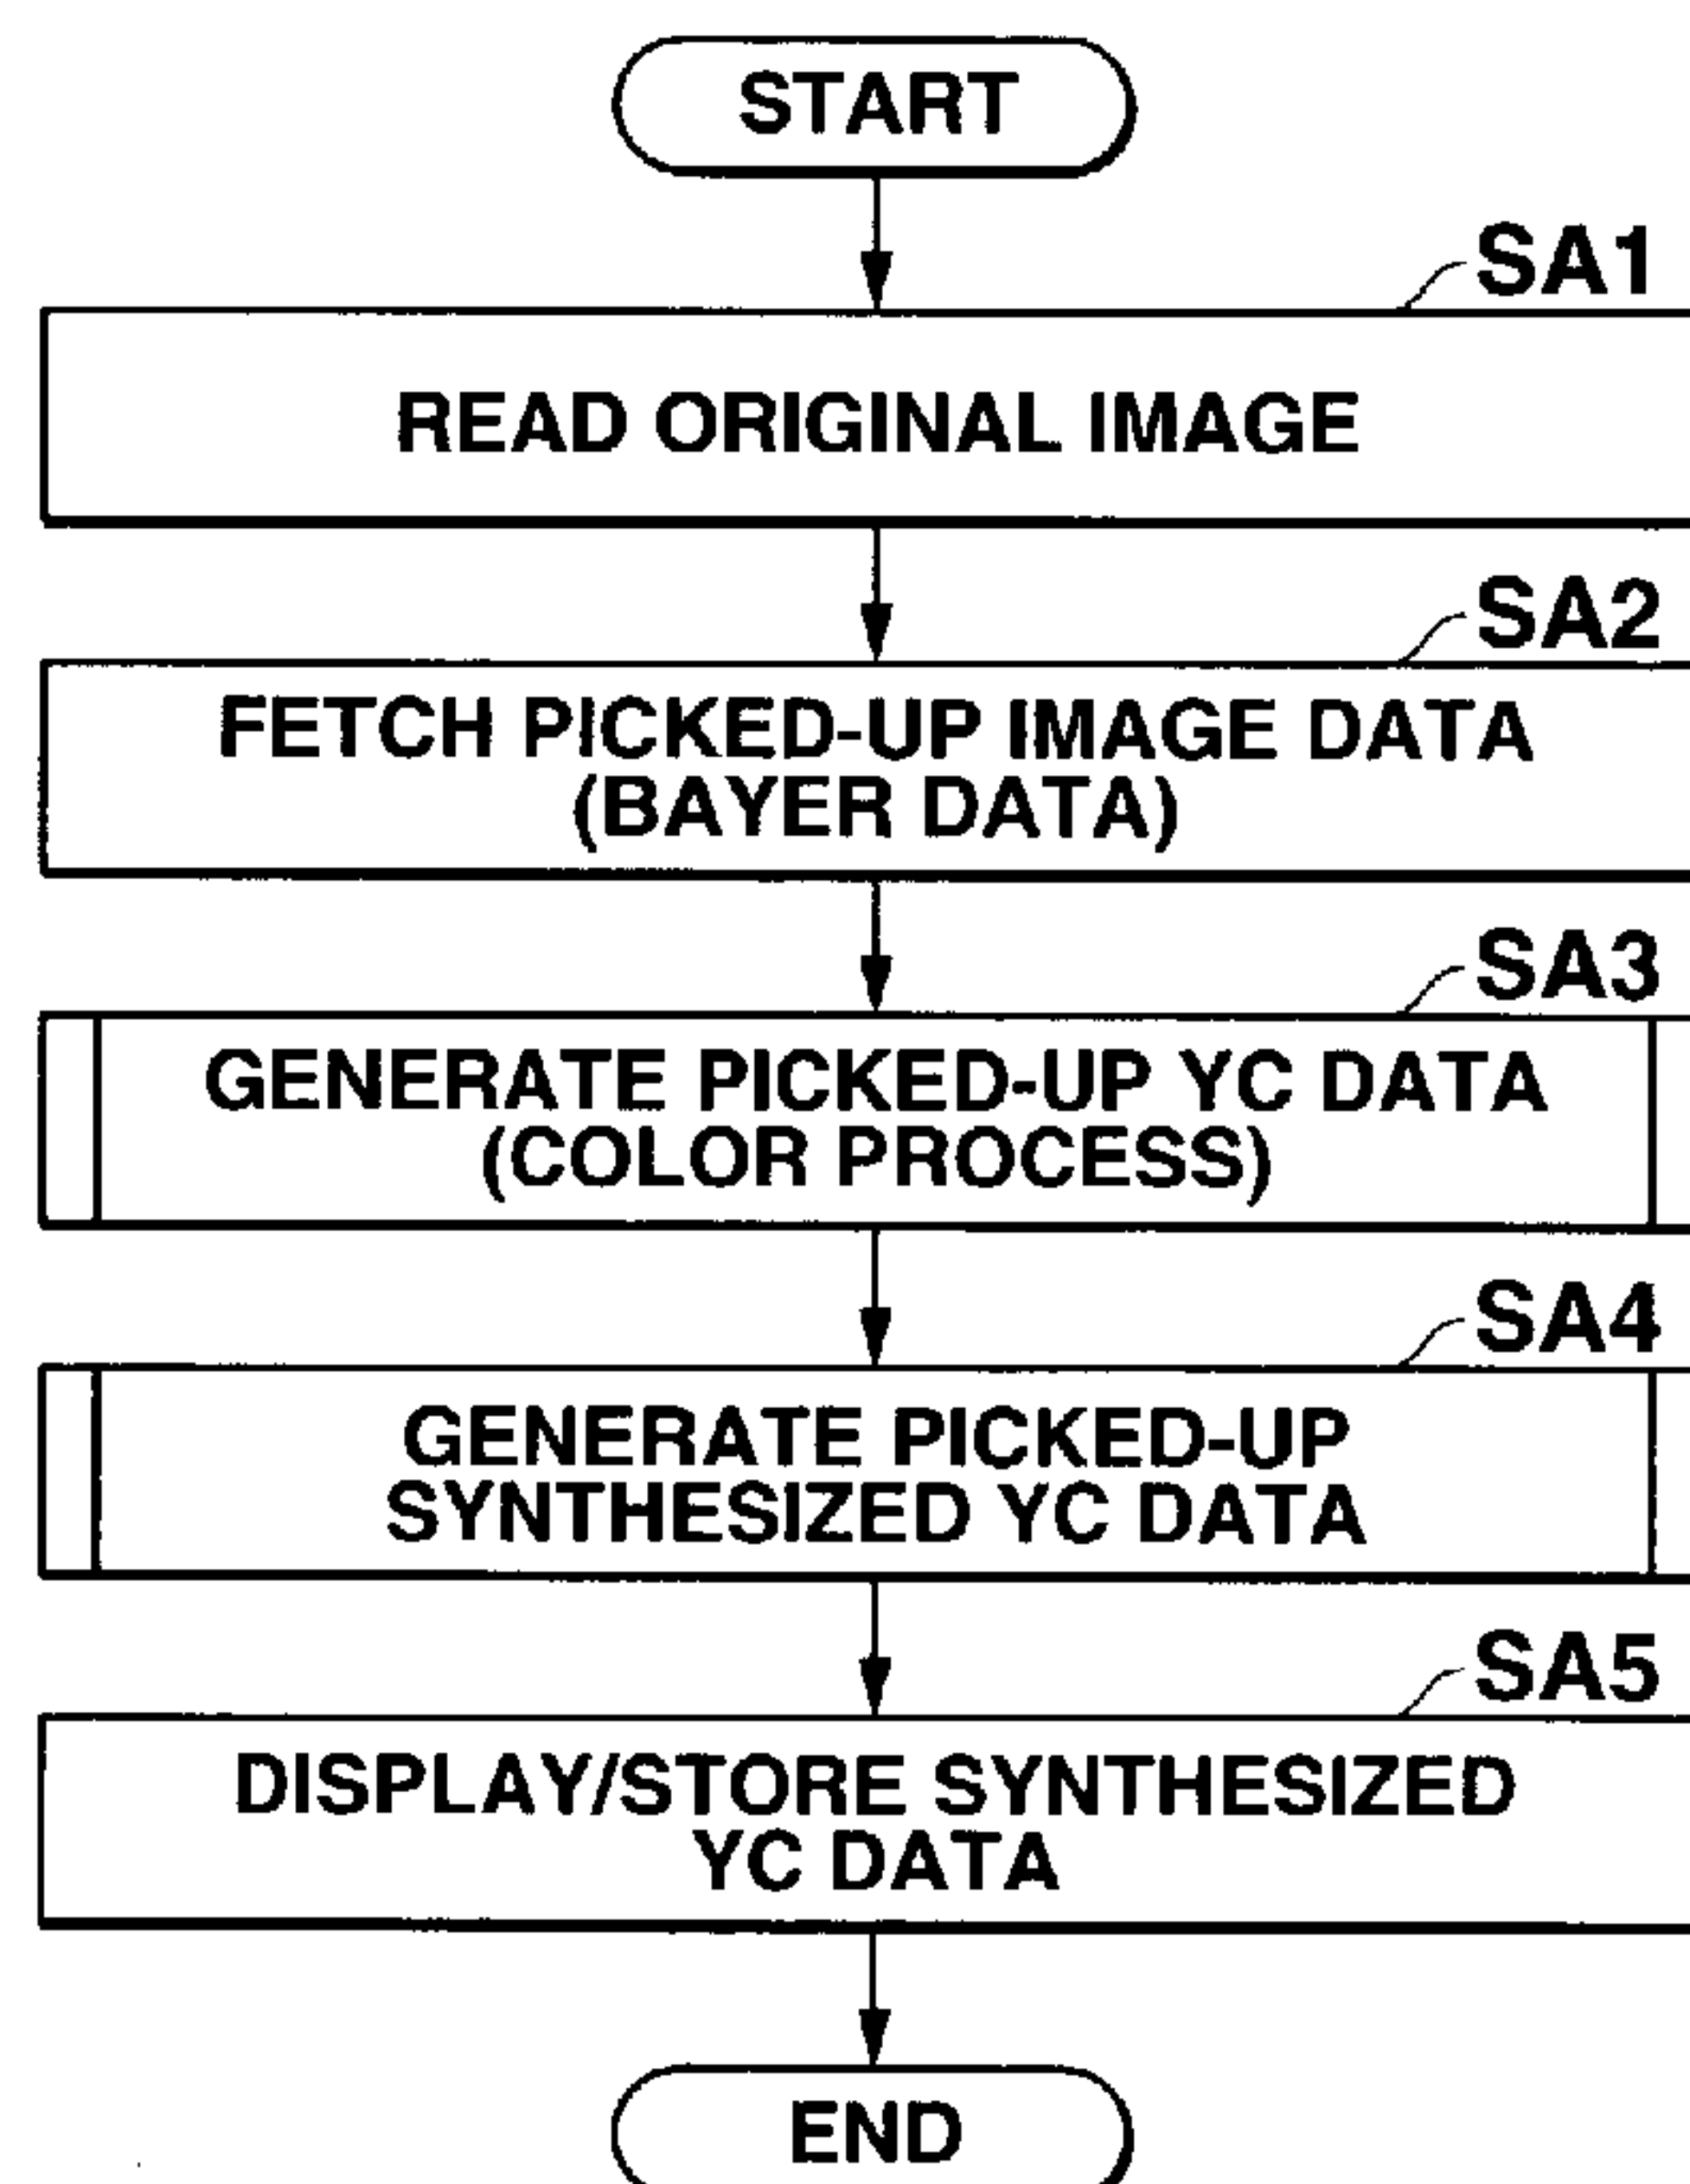 START
SA1
READ ORIGINAL IMAGE
SA2
FETCH PICKED-UP IMAGE DATA
(BAYER DATA)
SA3
GENERATE PICKED-UP YC DATA
(COLOR PROCESS)
SA4
GENERATE PICKED-UP
SYNTHESIZED YC DATA
SA5
DISPLAY/STORE SYNTHESIZED
YC DATA
END